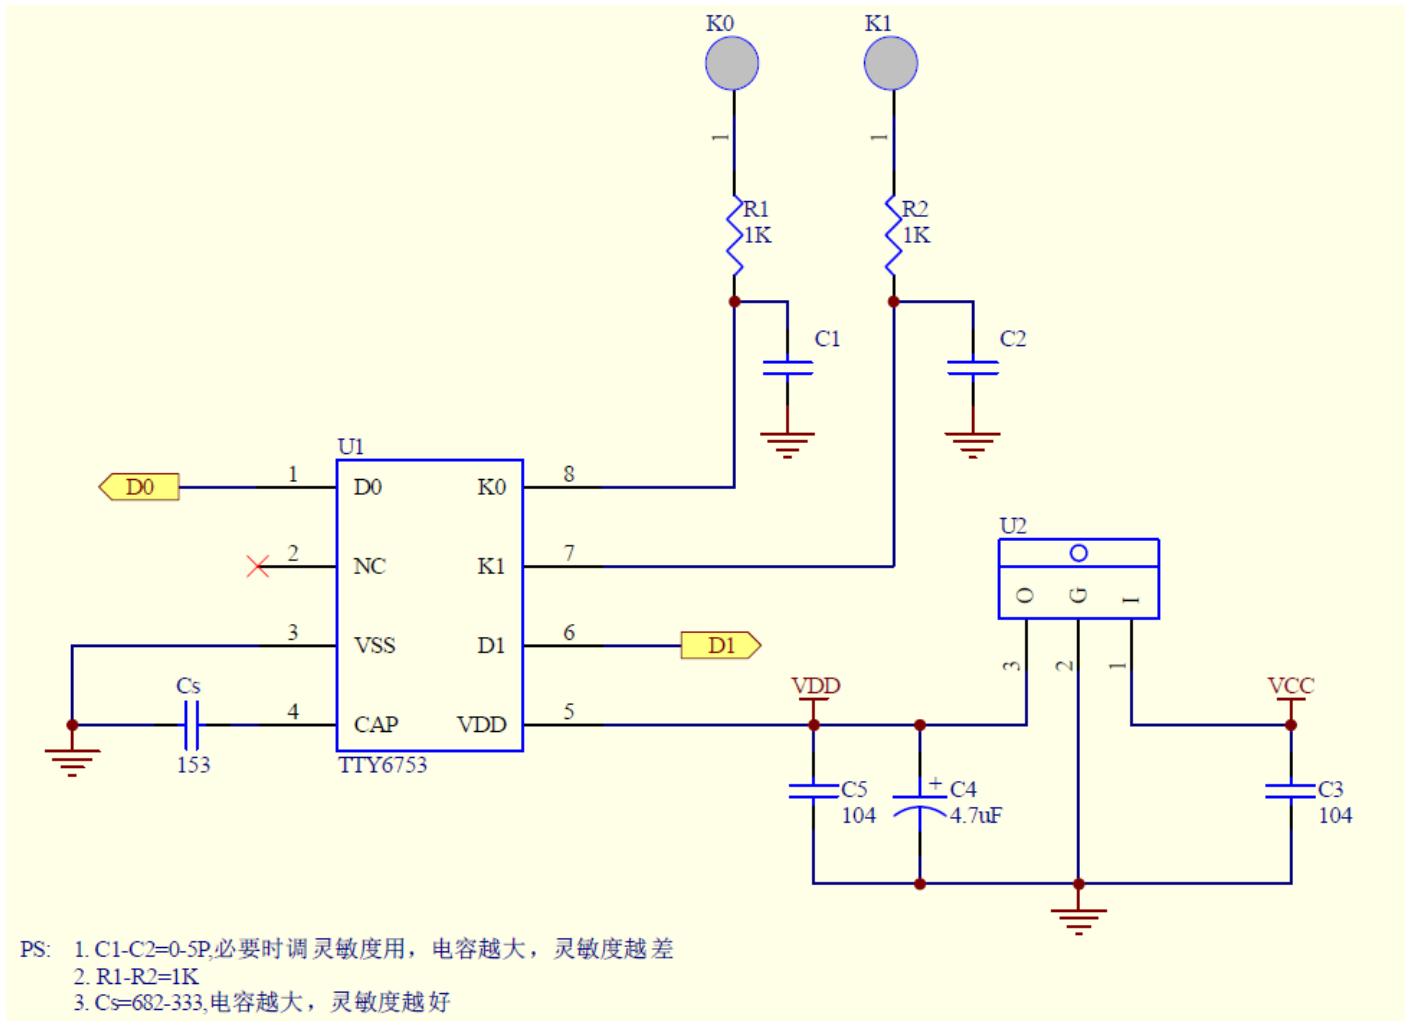 K0 K1
1 1
R1 R2
1K 1K
C1 C2
U1
D0 1 D0 K0 8
U2
2 NC K1 7
O G I
3 VSS D1 6 D1
3 2 1
Cs VDD VCC
4 CAP VDD 5
153 TTY6753
C5 + C4 C3
104 4.7uF 104
PS: 1. C1-C2=0-5P,必要时调灵敏度用，电容越大，灵敏度越差
2. R1-R2=1K
3. Cs=682-333,电容越大，灵敏度越好